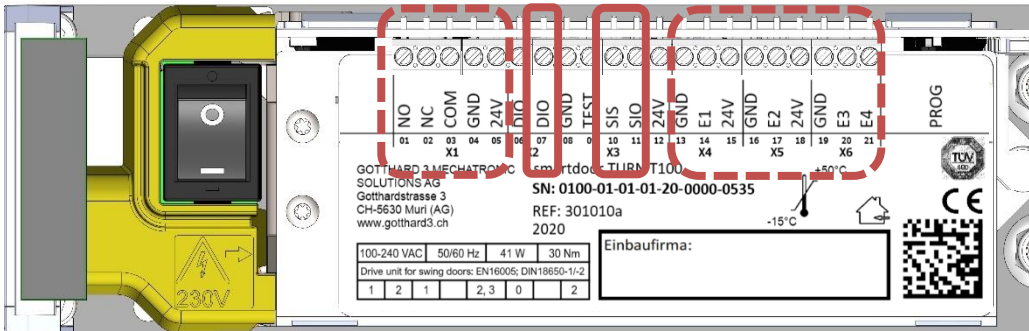 NO NC COM GND 24V DIO DIO GND TEST SIS SIO 24V GND E1 24V GND E2 24V GND E3 E4 PROG
01 02 03 04 05 06 07 08 09 10 11 12 13 14 15 16 17 18 19 20 21
X1 X2 X3 X4 X5 X6
GOTTHARD 3 MECHATRONIC
SOLUTIONS AG
Gotthardstrasse 3
CH-5630 Muri (AG)
www.gotthard3.ch
smartdoor TURN T100
SN: 0100-01-01-01-20-0000-0535
REF: 301010a
2020
+50°C
-15°C
TÜV
CE
100-240 VAC 50/60 Hz 41 W 30 Nm
Drive unit for swing doors: EN16005; DIN18650-1/-2
1 2 1 2, 3 0 2
Einbaufirma:
230V